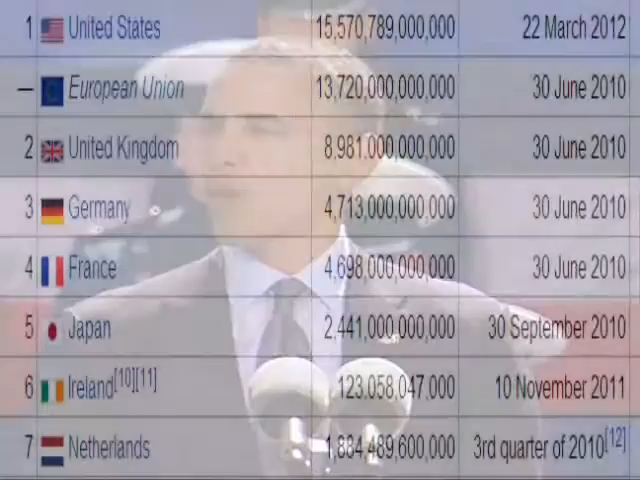 1 United States 15,570,789,000,000 22 March 2012
— European Union 13,720,000,000,000 30 June 2010
2 United Kingdom 8,981,000,000,000 30 June 2010
3 Germany 4,713,000,000,000 30 June 2010
4 France 4,698,000,000,000 30 June 2010
5 Japan 2,441,000,000,000 30 September 2010
6 Ireland[10][11] 123,058,047,000 10 November 2011
7 Netherlands 1,884,489,600,000 3rd quarter of 2010[12]